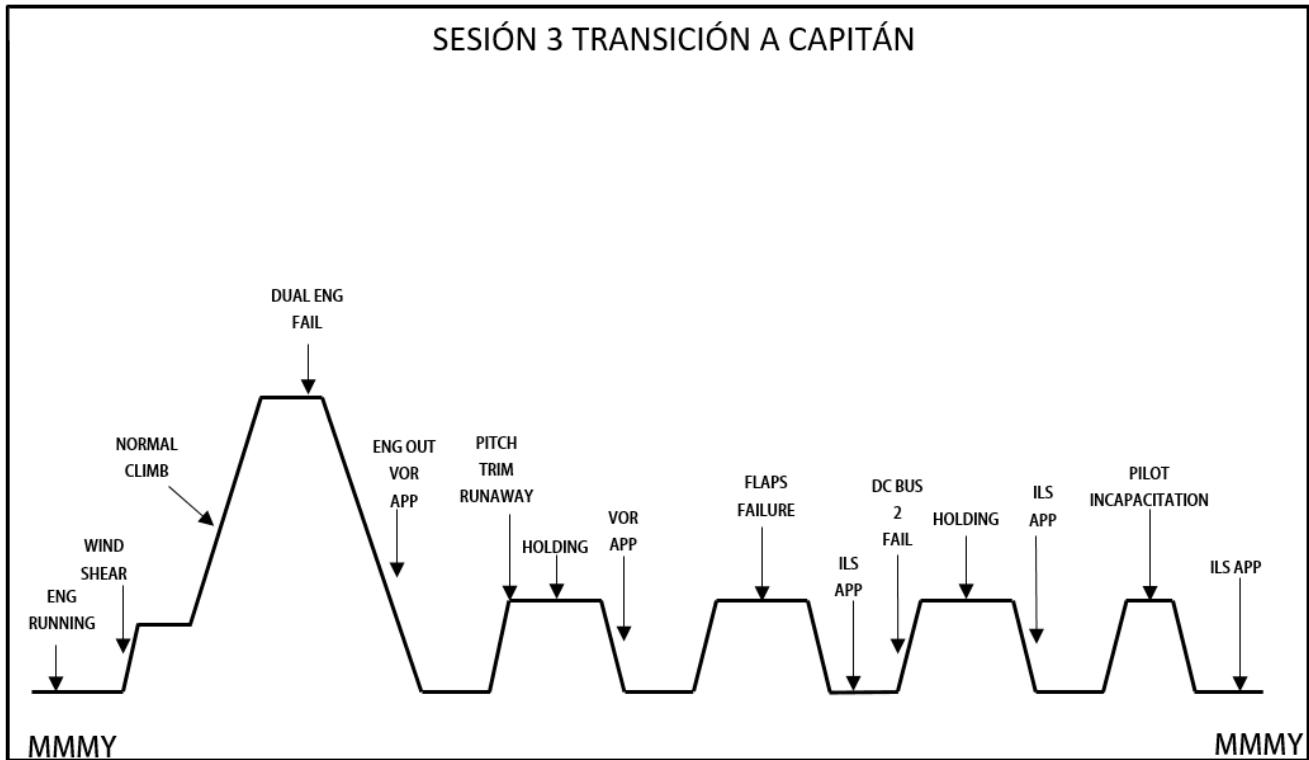 SESIÓN 3 TRANSICIÓN A CAPITÁN
DUAL ENG
FAIL
NORMAL
CLIMB
WIND
SHEAR
ENG
RUNNING
ENG OUT
VOR
APP
PITCH
TRIM
RUNAWAY
HOLDING
VOR
APP
FLAPS
FAILURE
ILS
APP
DC BUS
2
FAIL
HOLDING
ILS
APP
PILOT
INCAPACITATION
ILS APP
MMMY
MMMY